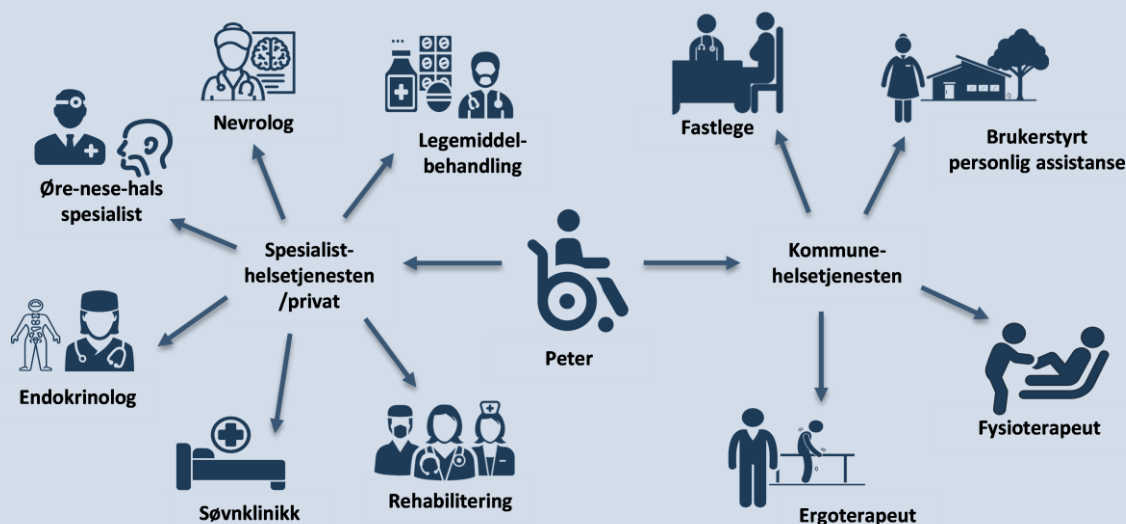 Nevrolog
Legemiddel-
behandling
Fastlege
Brukerstyrt
personlig assistanse
Øre-nese-hals
spesialist
Spesialist-
helsetjenesten
/privat
Kommune-
helsetjenesten
Peter
Endokrinolog
Søvnklinikk
Rehabilitering
Ergoterapeut
Fysioterapeut